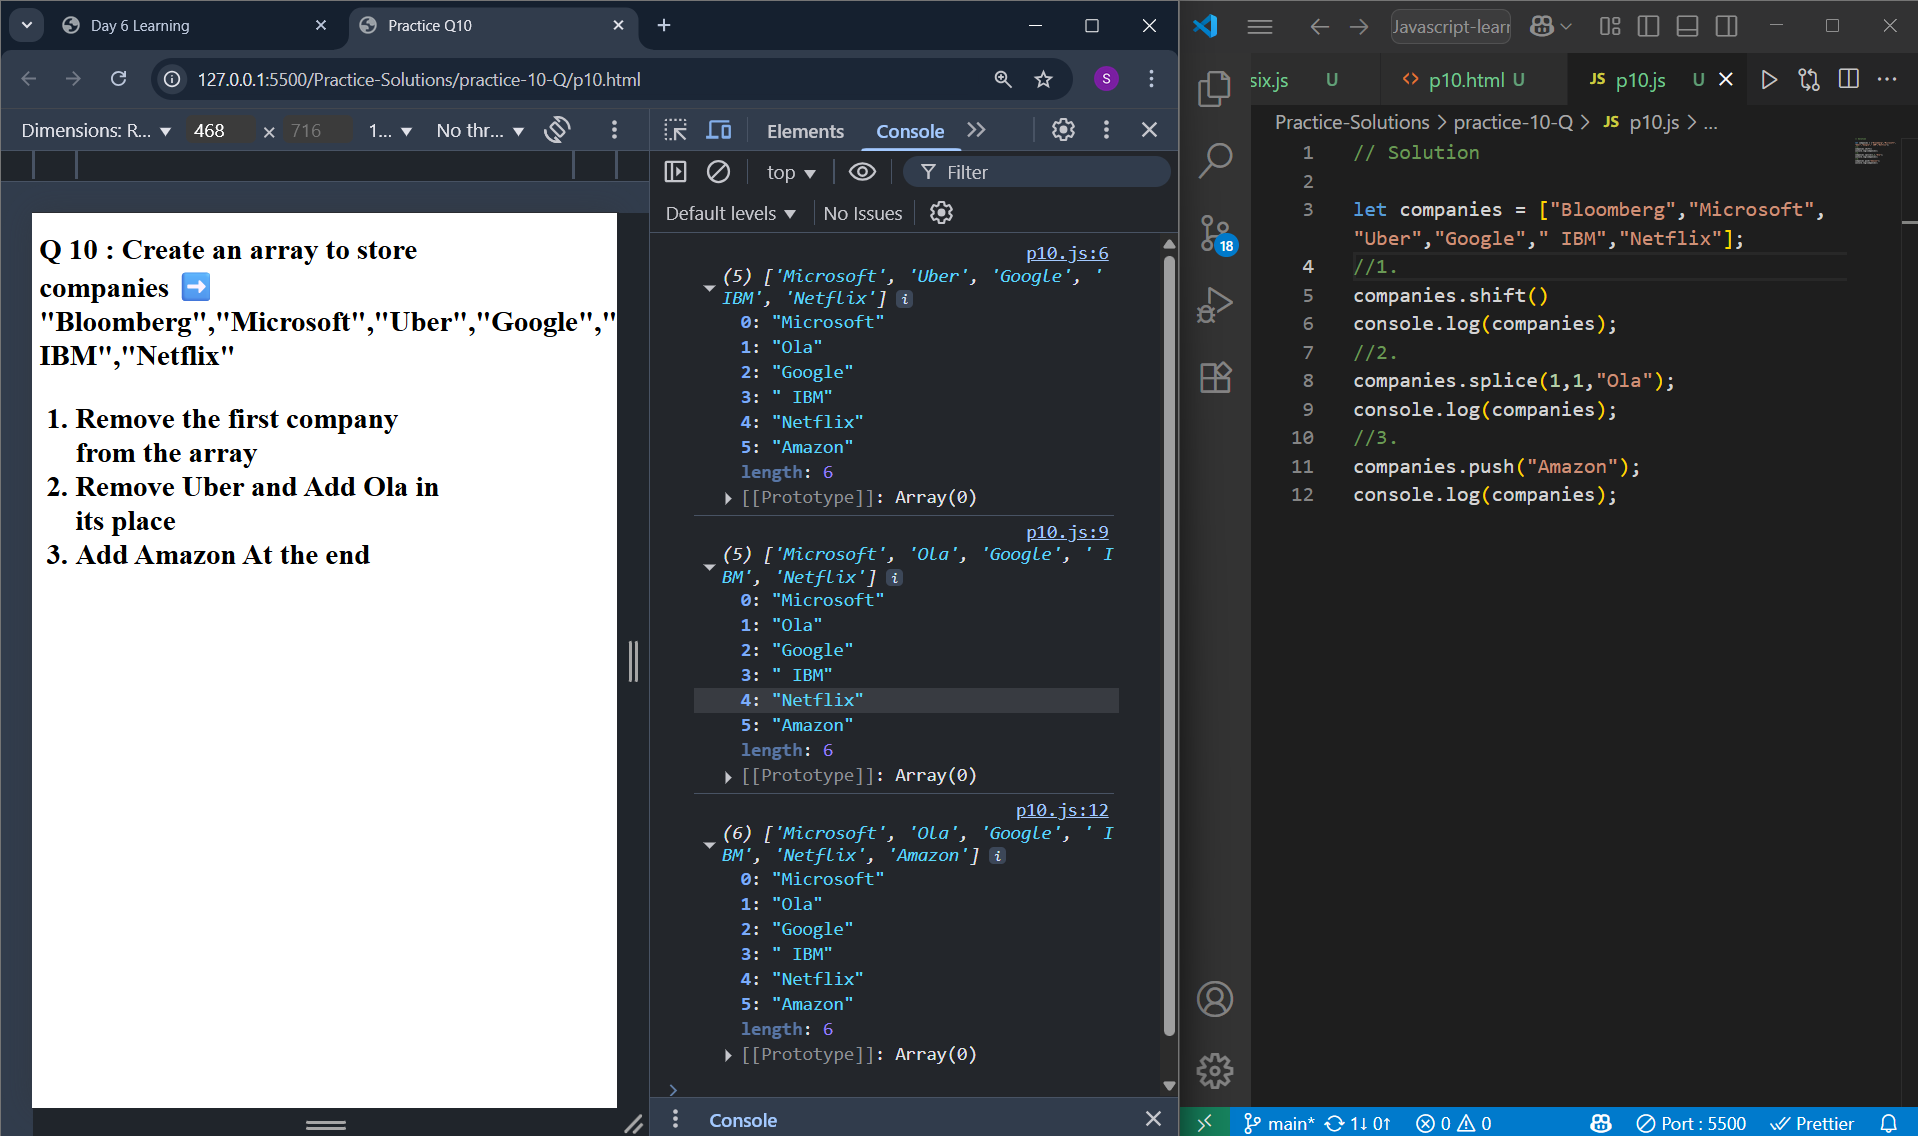 Day 6 Learning
Practice Q10
127.0.0.1:5500/Practice-Solutions/practice-10-Q/p10.html
S
Dimensions: R... 468 × 716 1... No thr...
Q 10 : Create an array to store
companies ➡
"Bloomberg","Microsoft","Uber","Google","
IBM","Netflix"
1. Remove the first company
from the array
2. Remove Uber and Add Ola in
its place
3. Add Amazon At the end
Elements Console
top Filter
Default levels No Issues
p10.js:6
(5) ['Microsoft', 'Uber', 'Google', '
IBM', 'Netflix'] i
0: "Microsoft"
1: "Ola"
2: "Google"
3: " IBM"
4: "Netflix"
5: "Amazon"
length: 6
[[Prototype]]: Array(0)
p10.js:9
(5) ['Microsoft', 'Ola', 'Google', ' I
BM', 'Netflix'] i
0: "Microsoft"
1: "Ola"
2: "Google"
3: " IBM"
4: "Netflix"
5: "Amazon"
length: 6
[[Prototype]]: Array(0)
p10.js:12
(6) ['Microsoft', 'Ola', 'Google', ' I
BM', 'Netflix', 'Amazon'] i
0: "Microsoft"
1: "Ola"
2: "Google"
3: " IBM"
4: "Netflix"
5: "Amazon"
length: 6
[[Prototype]]: Array(0)
Console
Javascript-lear
six.js U <> p10.html U JS p10.js U
18
Practice-Solutions > practice-10-Q > JS p10.js > ...
1 // Solution
2
3 let companies = ["Bloomberg","Microsoft",
"Uber","Google"," IBM","Netflix"];
4 //1.
5 companies.shift()
6 console.log(companies);
7 //2.
8 companies.splice(1,1,"Ola");
9 console.log(companies);
10 //3.
11 companies.push("Amazon");
12 console.log(companies);
main* 1↓ 0↑ 0 0 Port : 5500 Prettier